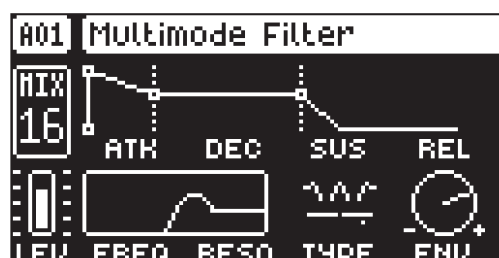 A01 Multimode Filter
MIX
16
ATK DEC SUS REL
LEV FREQ RESO TYPE ENV